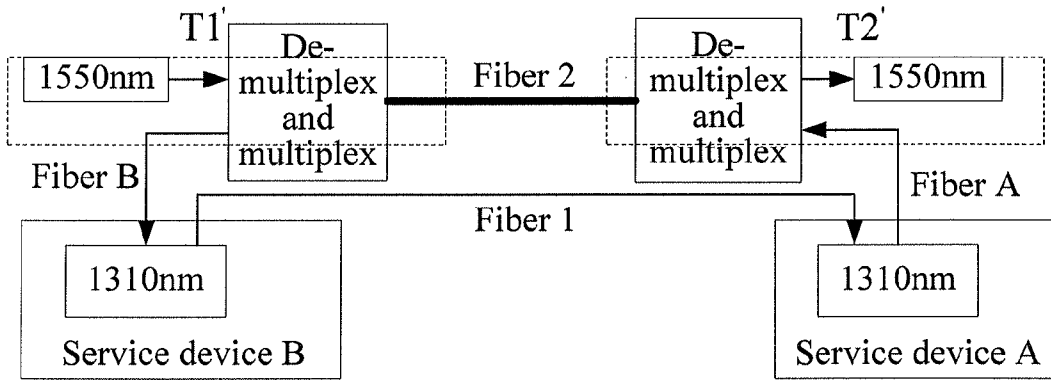 T1'
T2'
1550nm
De-
multiplex
and
multiplex
Fiber 2
De-
multiplex
and
multiplex
1550nm
Fiber B
Fiber A
Fiber 1
1310nm
1310nm
Service device B
Service device A